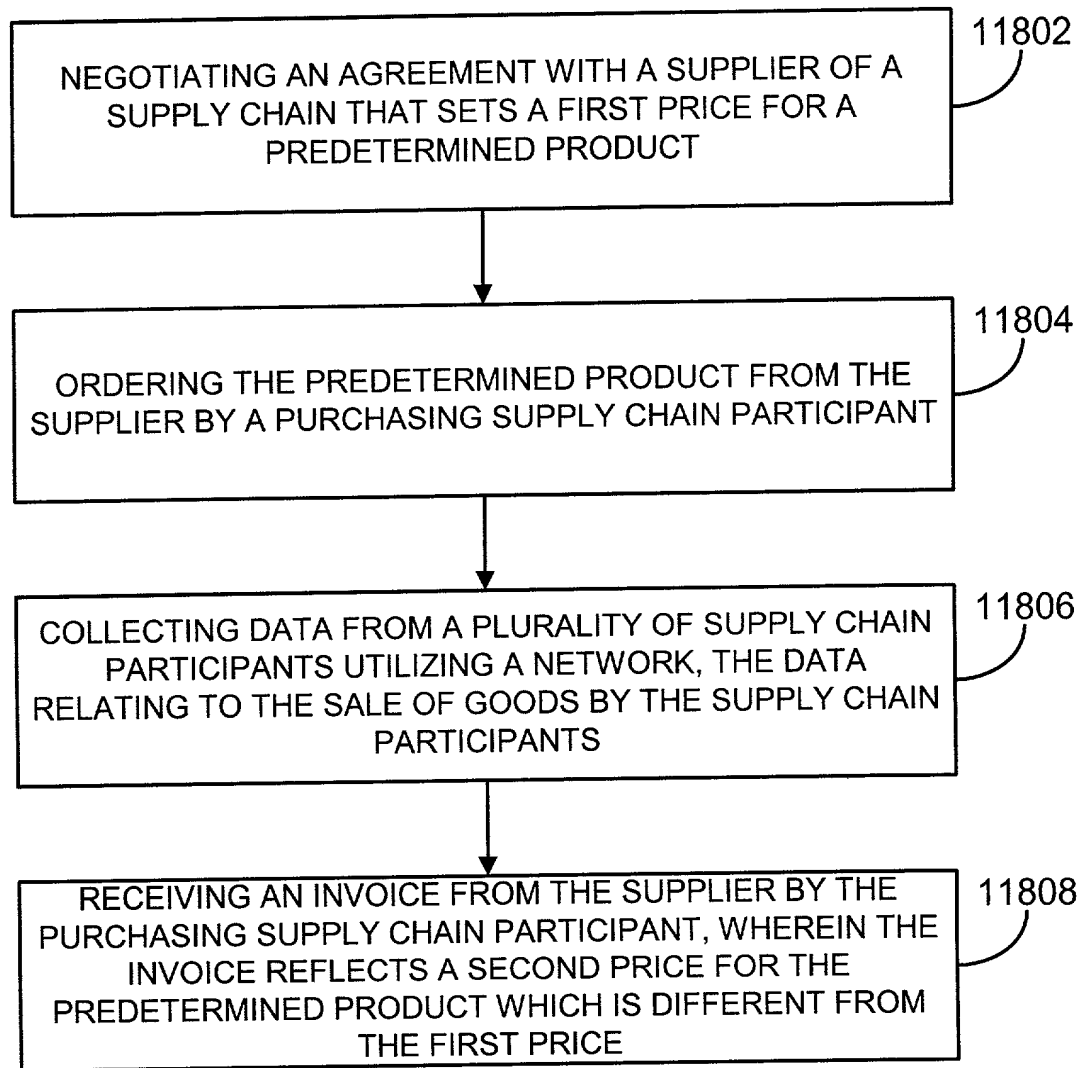 11802
NEGOTIATING AN AGREEMENT WITH A SUPPLIER OF A
SUPPLY CHAIN THAT SETS A FIRST PRICE FOR A
PREDETERMINED PRODUCT
11804
ORDERING THE PREDETERMINED PRODUCT FROM THE
SUPPLIER BY A PURCHASING SUPPLY CHAIN PARTICIPANT
11806
COLLECTING DATA FROM A PLURALITY OF SUPPLY CHAIN
PARTICIPANTS UTILIZING A NETWORK, THE DATA
RELATING TO THE SALE OF GOODS BY THE SUPPLY CHAIN
PARTICIPANTS
11808
RECEIVING AN INVOICE FROM THE SUPPLIER BY THE
PURCHASING SUPPLY CHAIN PARTICIPANT, WHEREIN THE
INVOICE REFLECTS A SECOND PRICE FOR THE
PREDETERMINED PRODUCT WHICH IS DIFFERENT FROM
THE FIRST PRICE